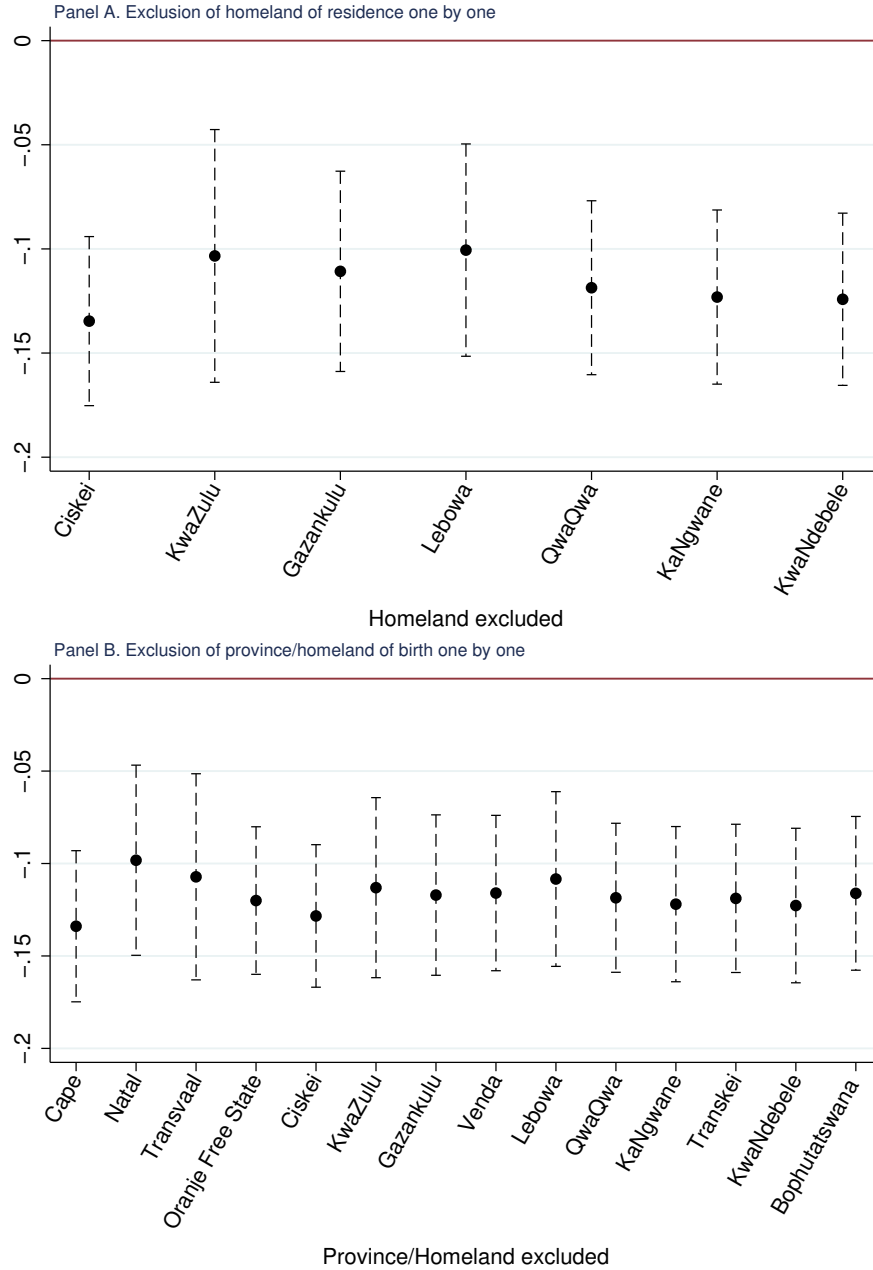 Panel A. Exclusion of homeland of residence one by one
0
−.05
−.1
−.15
−.2
Ciskei
KwaZulu
Gazankulu
Lebowa
QwaQwa
KaNgwane
KwaNdebele
Homeland excluded
Panel B. Exclusion of province/homeland of birth one by one
0
−.05
−.1
−.15
−.2
Cape
Natal
Transvaal
Oranje Free State
Ciskei
KwaZulu
Gazankulu
Venda
Lebowa
QwaQwa
KaNgwane
Transkei
KwaNdebele
Bophutatswana
Province/Homeland excluded